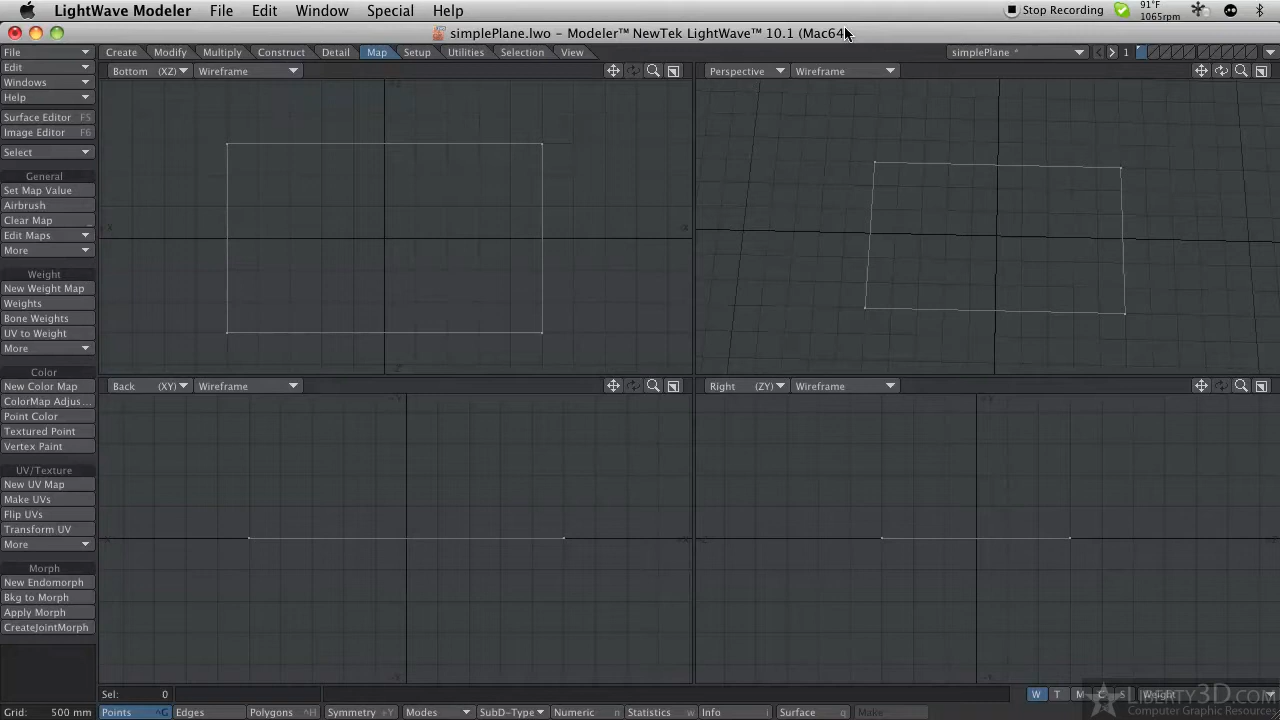 LightWave Modeler File Edit Window Special Help Stop Recording 91°F 1065rpm
simplePlane.lwo – Modeler™ NewTek LightWave™ 10.1 (Mac64
File Create Modify Multiply Construct Detail Map Setup Utilities Selection View simplePlane * 1
Edit Bottom (XZ) Wireframe Perspective Wireframe
Windows
Help
Surface Editor F5
Image Editor F6
Select
General
Set Map Value
Airbrush
Clear Map
Edit Maps
More
Weight
New Weight Map
Weights
Bone Weights
UV to Weight
More
Color
New Color Map Back (XY) Wireframe Right (ZY) Wireframe
ColorMap Adjus...
Point Color
Textured Point
Vertex Paint
UV/Texture
New UV Map
Make UVs
Flip UVs
Transform UV
More
Morph
New Endomorph
Bkg to Morph
Apply Morph
CreateJointMorph
Sel: 0 W T M C S Weight
Grid: 500 mm Points ^G Edges Polygons ^H Symmetry +Y Modes SubD-Type Numeric n Statistics w Info i Surface q Make
LIBERTY3D.COM
Computer Graphic Resources